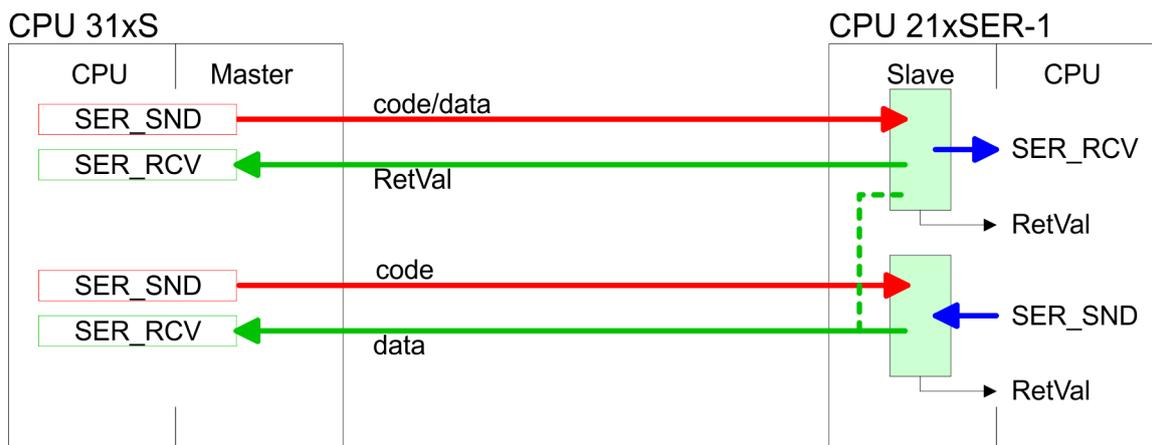 CPU 31xS
CPU 21xSER-1
CPU
Master
Slave
CPU
SER_SND
code/data
SER_RCV
SER_RCV
RetVal
RetVal
SER_SND
code
SER_SND
SER_RCV
data
RetVal